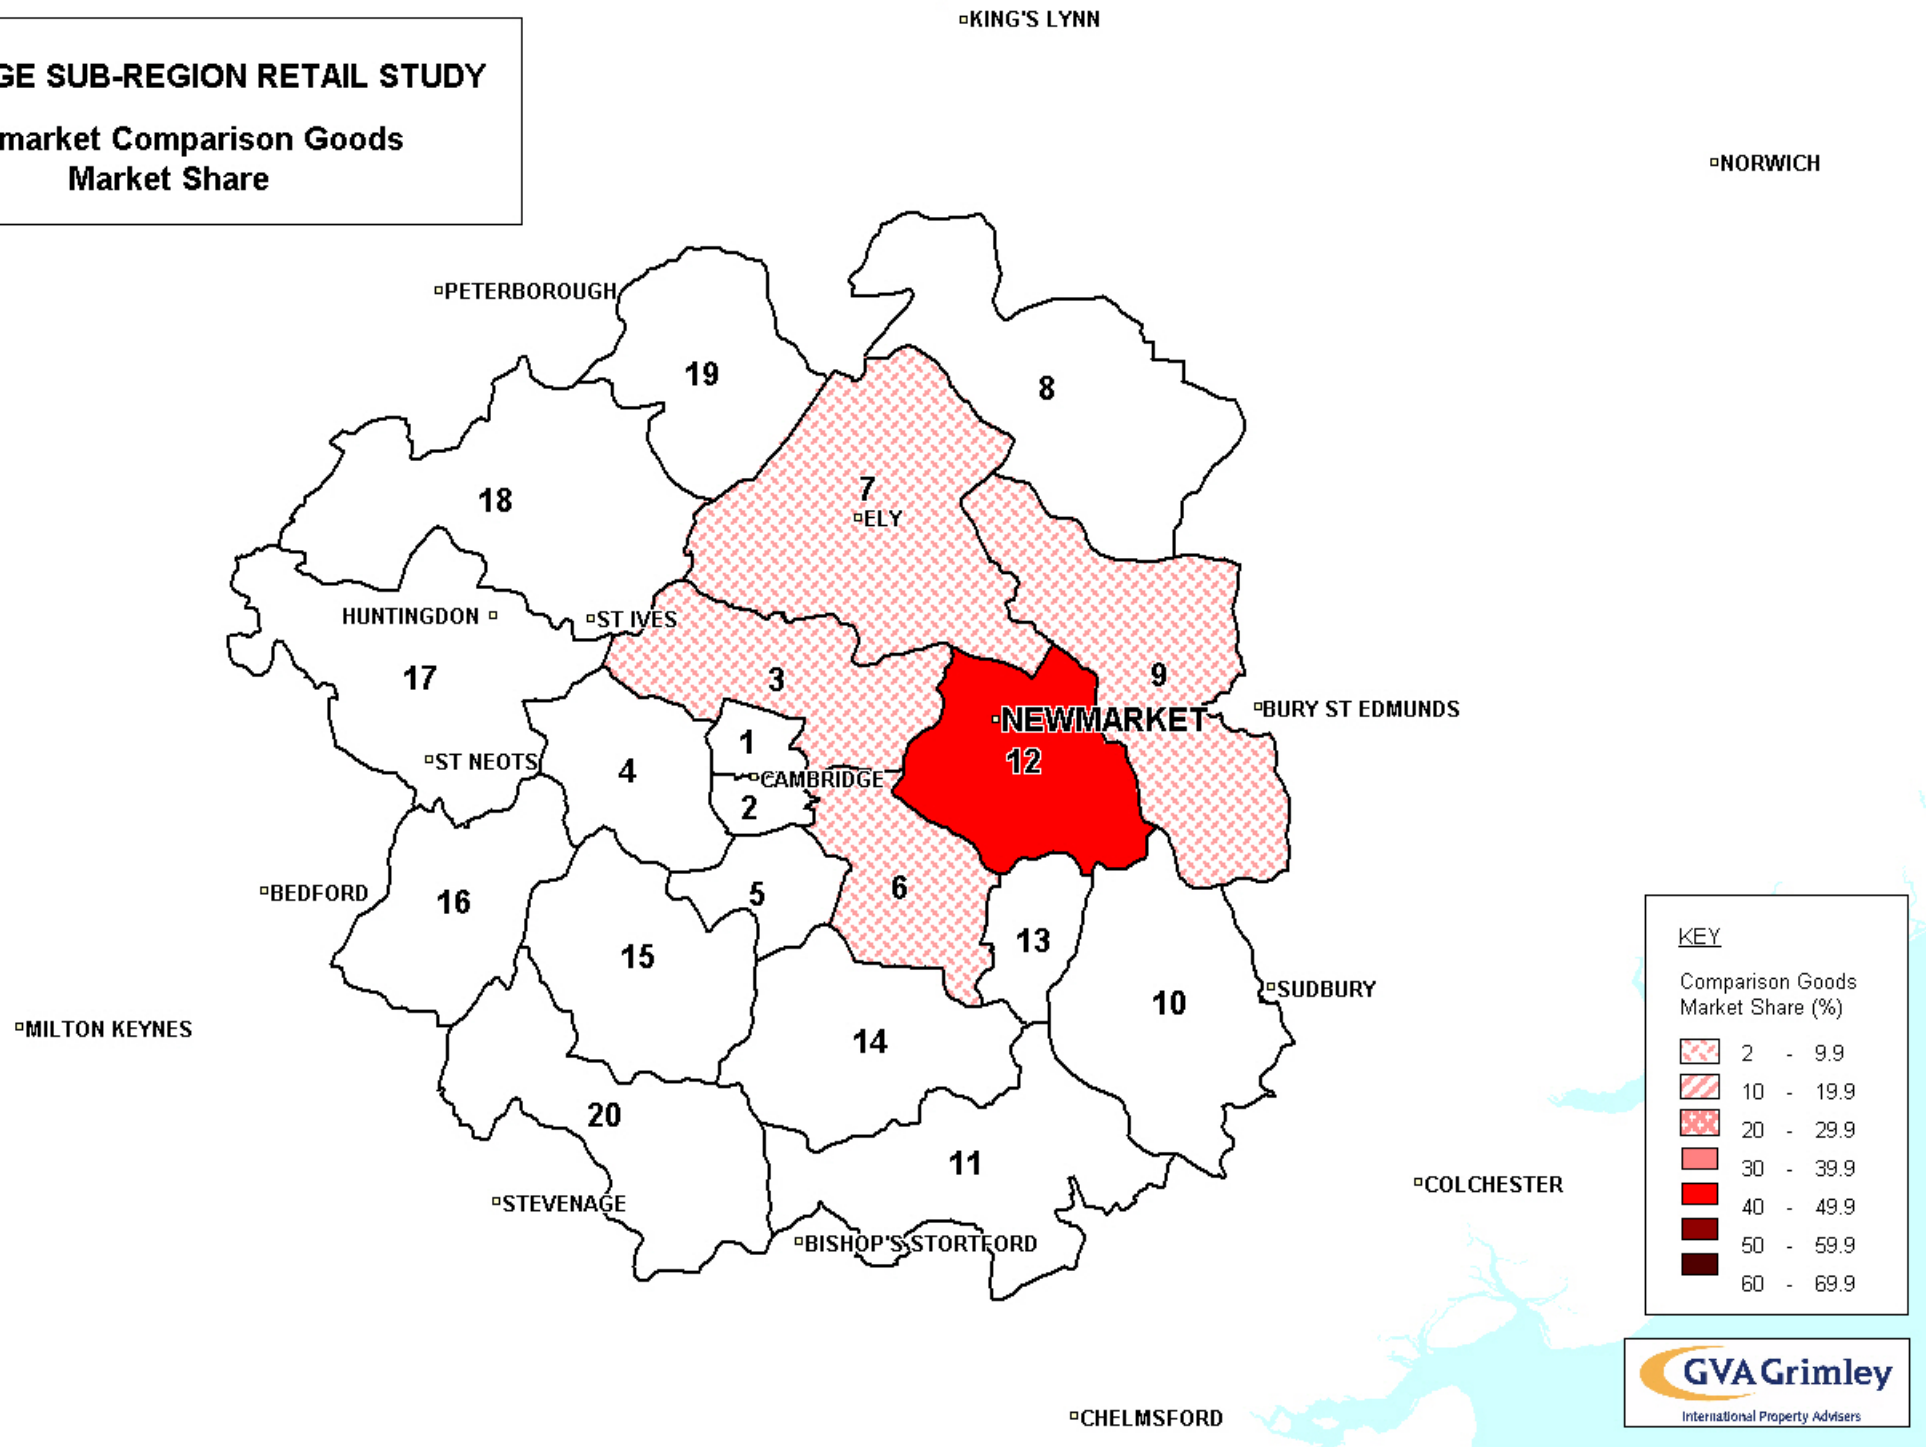 KING'S LYNN
GE SUB-REGION RETAIL STUDY
market Comparison Goods
Market Share
NORWICH
PETERBOROUGH
19
8
7
ELY
18
HUNTINGDON
ST IVES
17
3
9
NEWMARKET
BURY ST EDMUNDS
12
1
ST NEOTS
4
CAMBRIDGE
2
BEDFORD
16
5
6
15
13
SUDBURY
10
MILTON KEYNES
14
20
11
STEVENAGE
BISHOP'S STORTFORD
COLCHESTER
CHELMSFORD
KEY
Comparison Goods
Market Share (%)
2 - 9.9
10 - 19.9
20 - 29.9
30 - 39.9
40 - 49.9
50 - 59.9
60 - 69.9
GVA Grimley
International Property Advisers